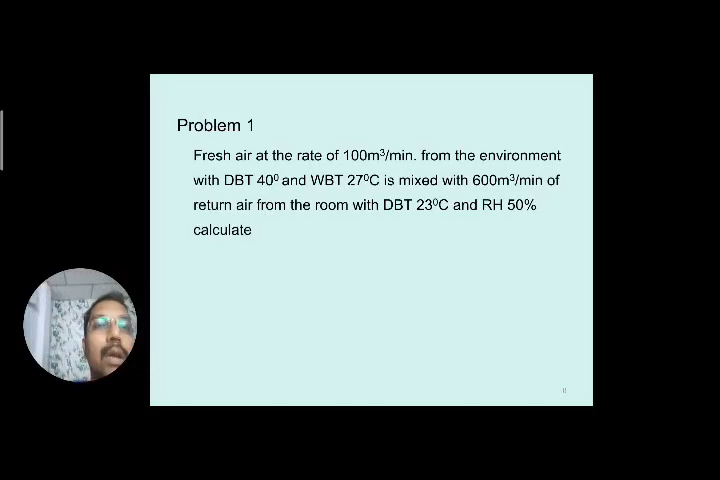 Problem 1
Fresh air at the rate of 100m³/min. from the environment
with DBT 40⁰ and WBT 27⁰C is mixed with 600m³/min of
return air from the room with DBT 23⁰C and RH 50%
calculate